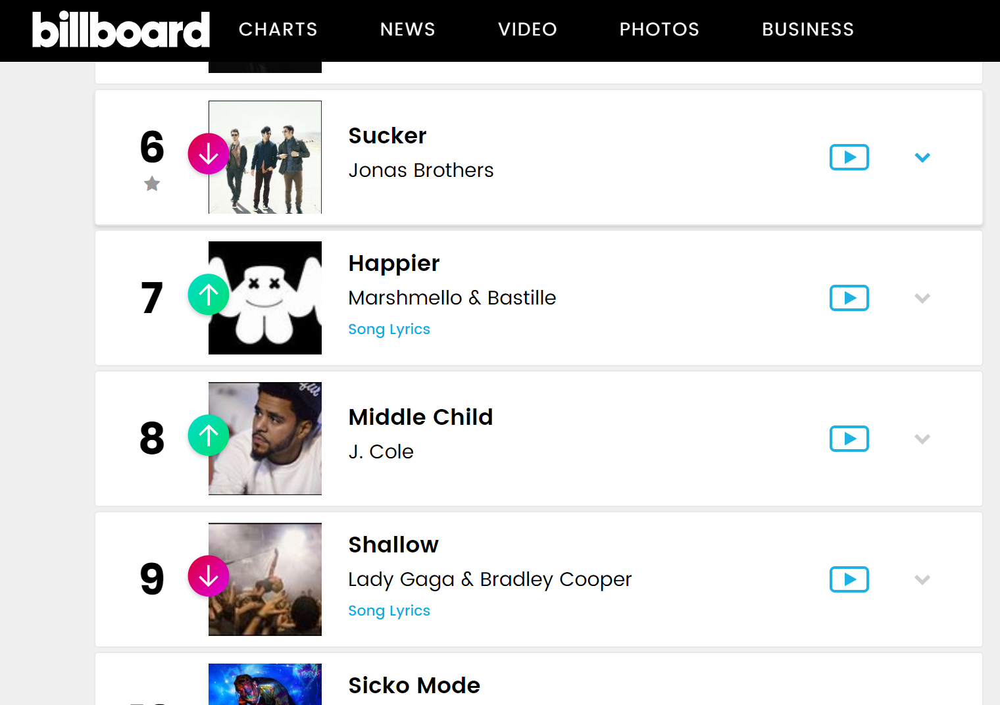 billboard CHARTS NEWS VIDEO PHOTOS BUSINESS
6
Sucker
Jonas Brothers
7
Happier
Marshmello & Bastille
Song Lyrics
8
Middle Child
J. Cole
9
Shallow
Lady Gaga & Bradley Cooper
Song Lyrics
Sicko Mode